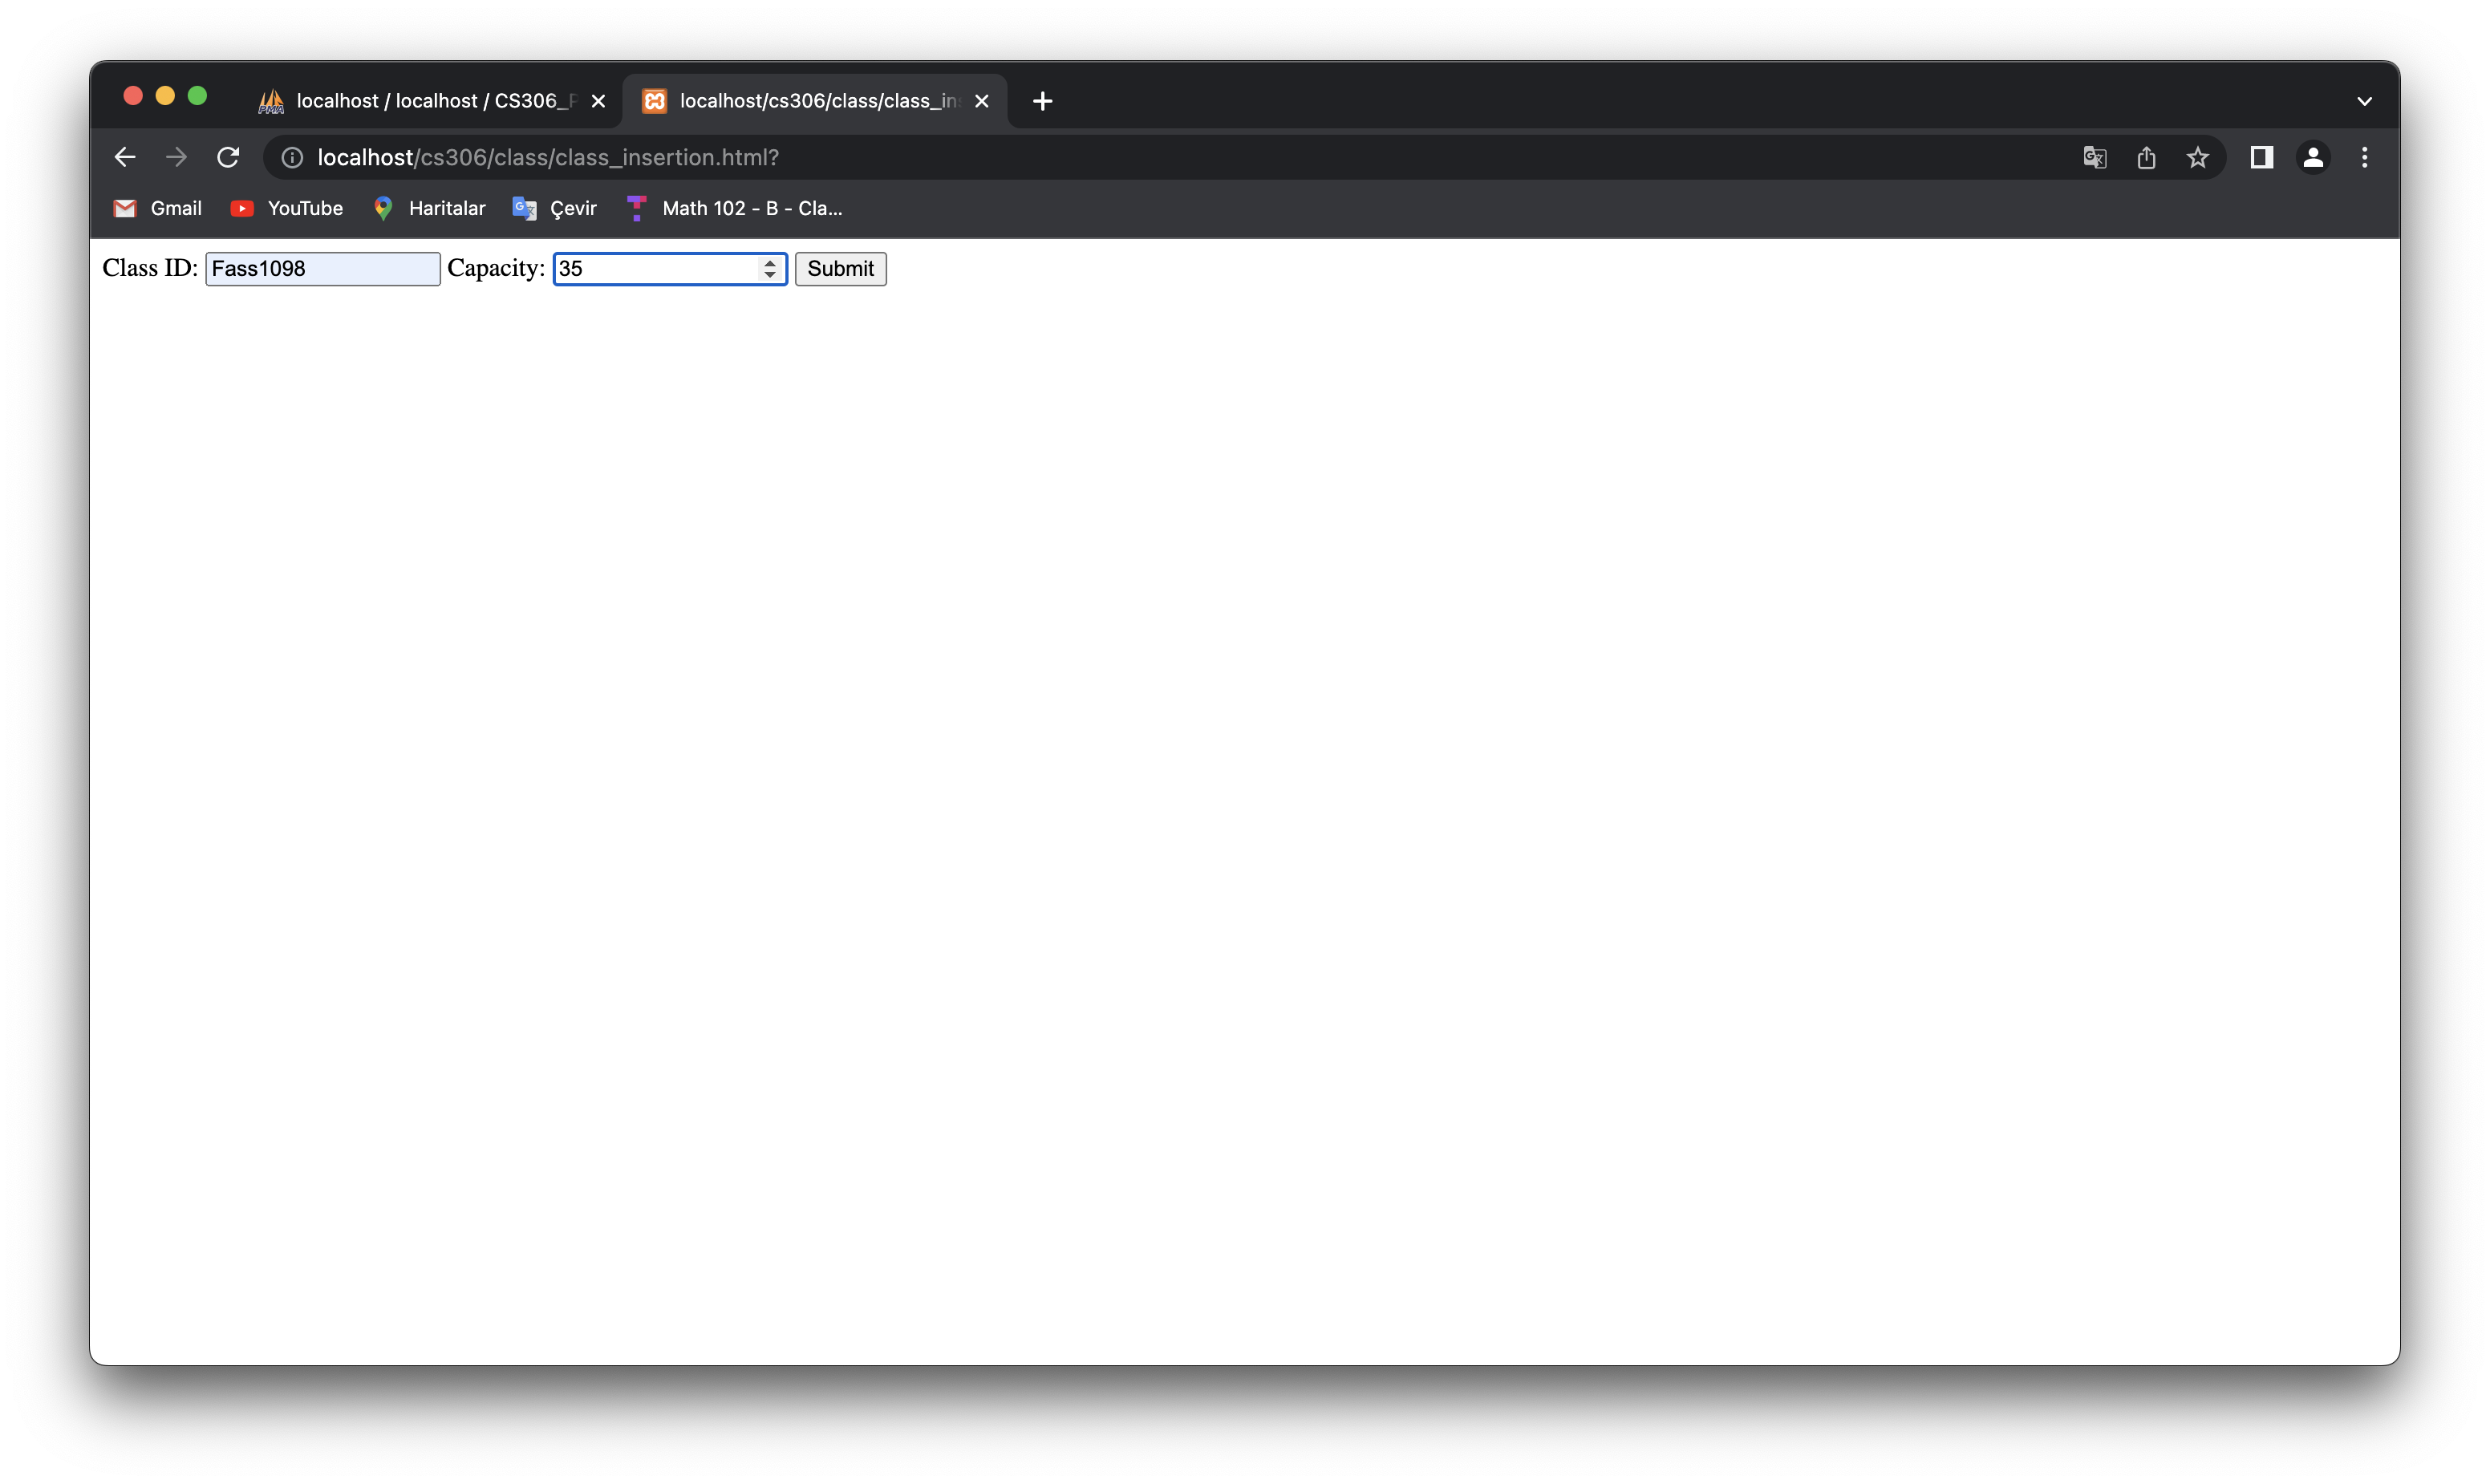 localhost / localhost / CS306_P
localhost/cs306/class/class_in
localhost/cs306/class/class_insertion.html?
Gmail YouTube Haritalar Çevir Math 102 - B - Cla...
Class ID: Fass1098 Capacity: 35 Submit